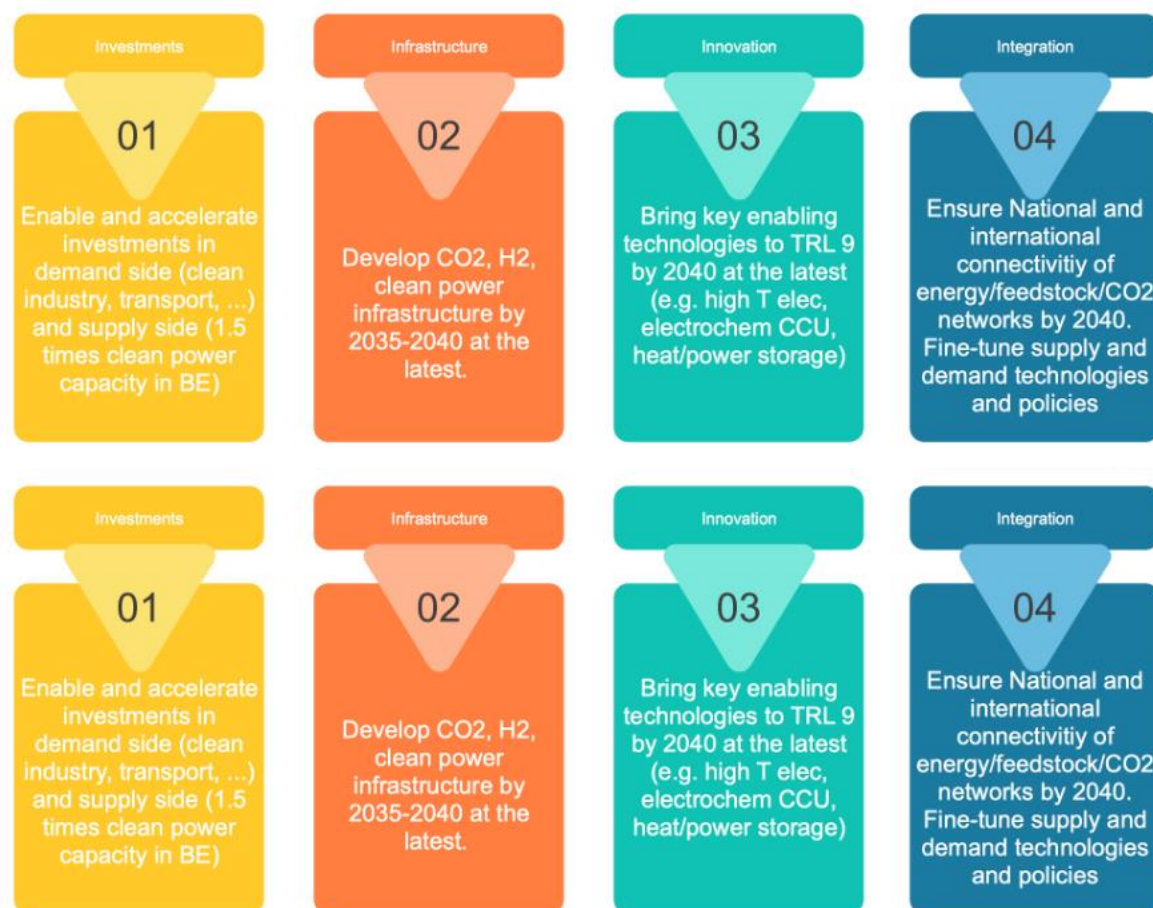 Investments
01
Enable and accelerate
investments in
demand side (clean
industry, transport, ...)
and supply side (1.5
times clean power
capacity in BE)
Infrastructure
02
Develop CO2, H2,
clean power
infrastructure by
2035-2040 at the
latest.
Innovation
03
Bring key enabling
technologies to TRL 9
by 2040 at the latest
(e.g. high T elec,
electrochem CCU,
heat/power storage)
Integration
04
Ensure National and
international
connectivitiy of
energy/feedstock/CO2
networks by 2040.
Fine-tune supply and
demand technologies
and policies
Investments
01
Enable and accelerate
investments in
demand side (clean
industry, transport, ...)
and supply side (1.5
times clean power
capacity in BE)
Infrastructure
02
Develop CO2, H2,
clean power
infrastructure by
2035-2040 at the
latest.
Innovation
03
Bring key enabling
technologies to TRL 9
by 2040 at the latest
(e.g. high T elec,
electrochem CCU,
heat/power storage)
Integration
04
Ensure National and
international
connectivitiy of
energy/feedstock/CO2
networks by 2040.
Fine-tune supply and
demand technologies
and policies